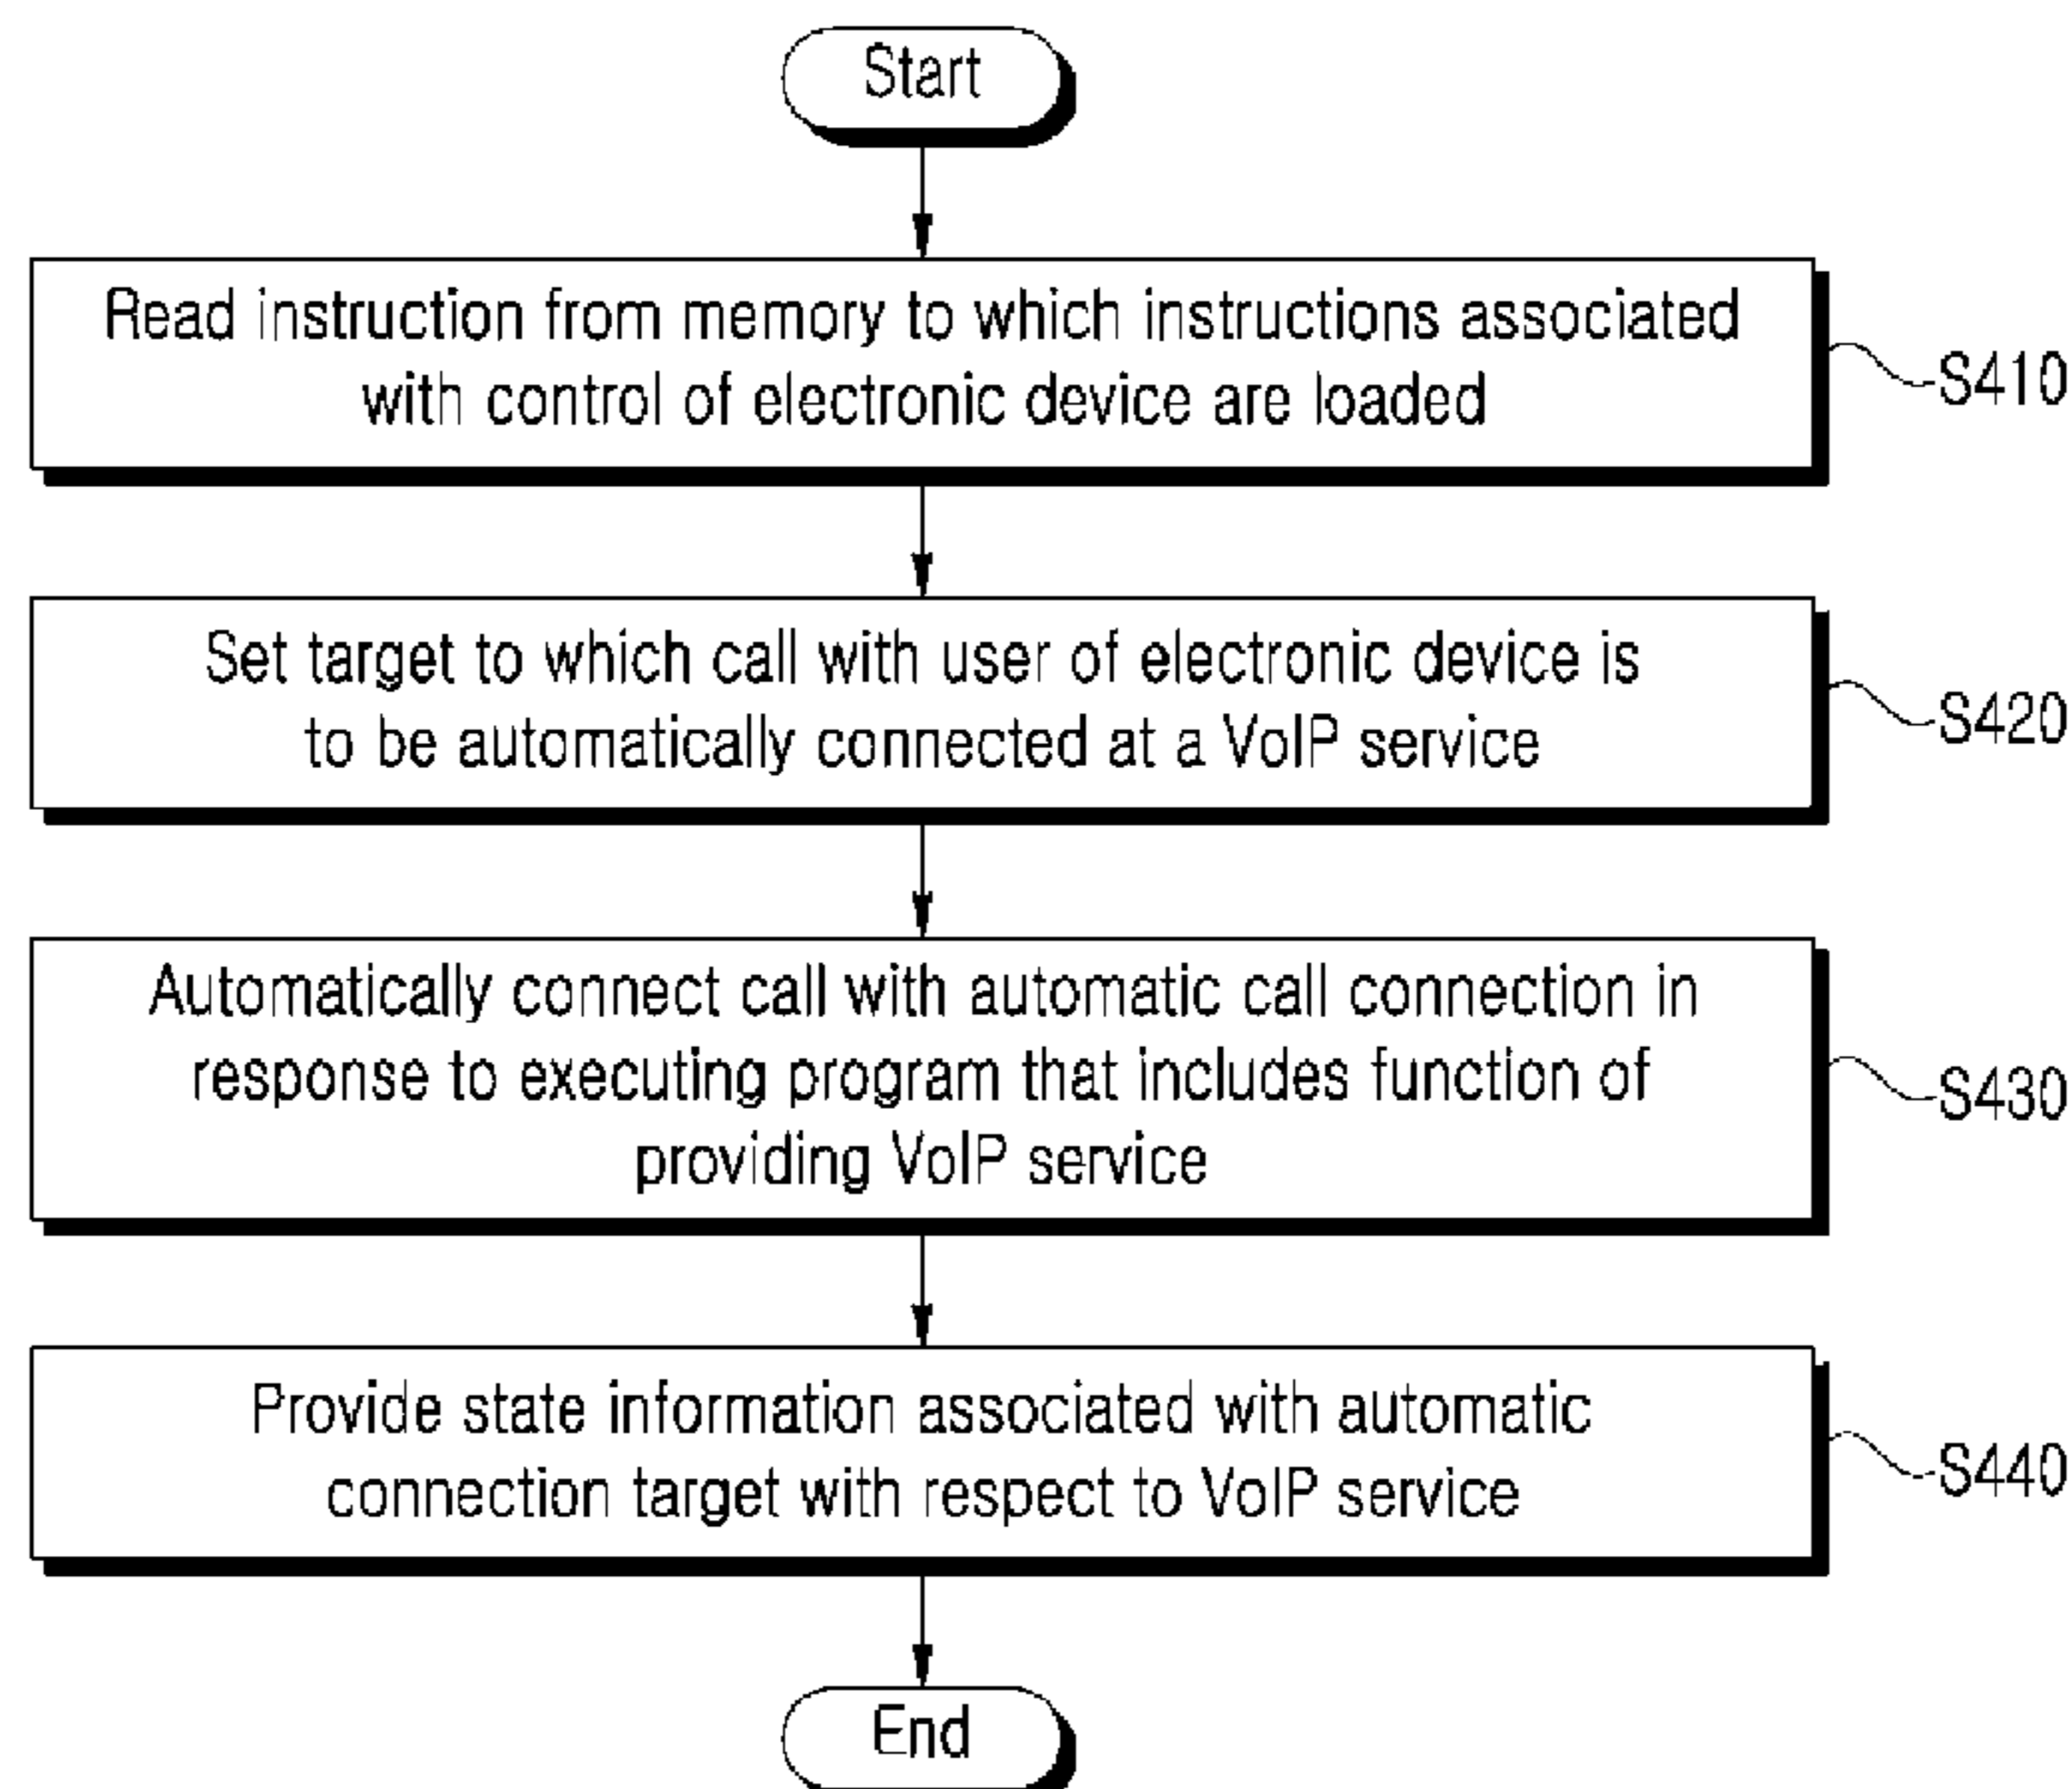 Start
Read instruction from memory to which instructions associated
with control of electronic device are loaded
S410
Set target to which call with user of electronic device is
to be automatically connected at a VoIP service
S420
Automatically connect call with automatic call connection in
response to executing program that includes function of
providing VoIP service
S430
Provide state information associated with automatic
connection target with respect to VoIP service
S440
End